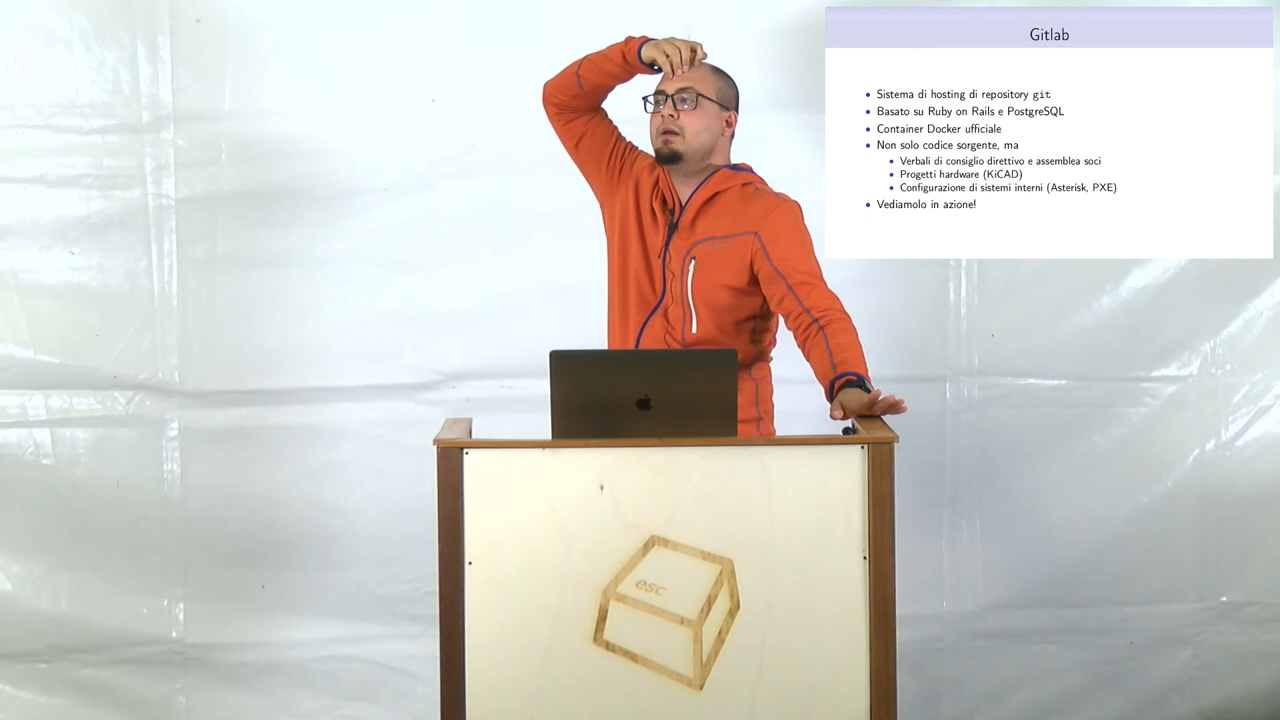 Gitlab
Sistema di hosting di repository git
Basato su Ruby on Rails e PostgreSQL
Container Docker ufficiale
Non solo codice sorgente, ma
Verbali di consiglio direttivo e assemblea soci
Progetti hardware (KiCAD)
Configurazione di sistemi interni (Asterisk, PXE)
Vediamolo in azione!
esc